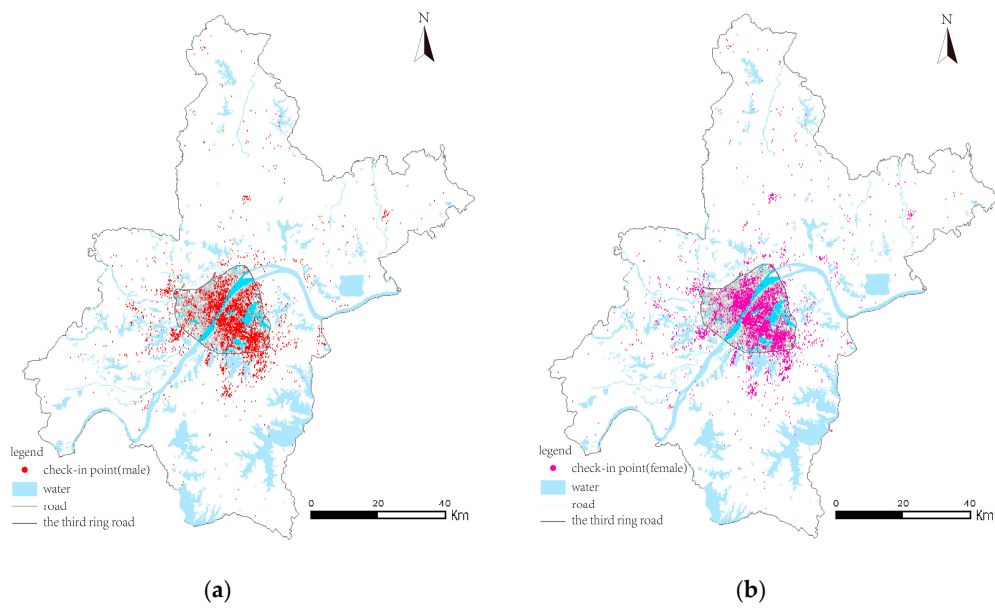 N
legend
check-in point(male)
water
road
the third ring road
0 20 40
Km
(a)
N
legend
check-in point(female)
water
road
the third ring road
0 20 40
Km
(b)